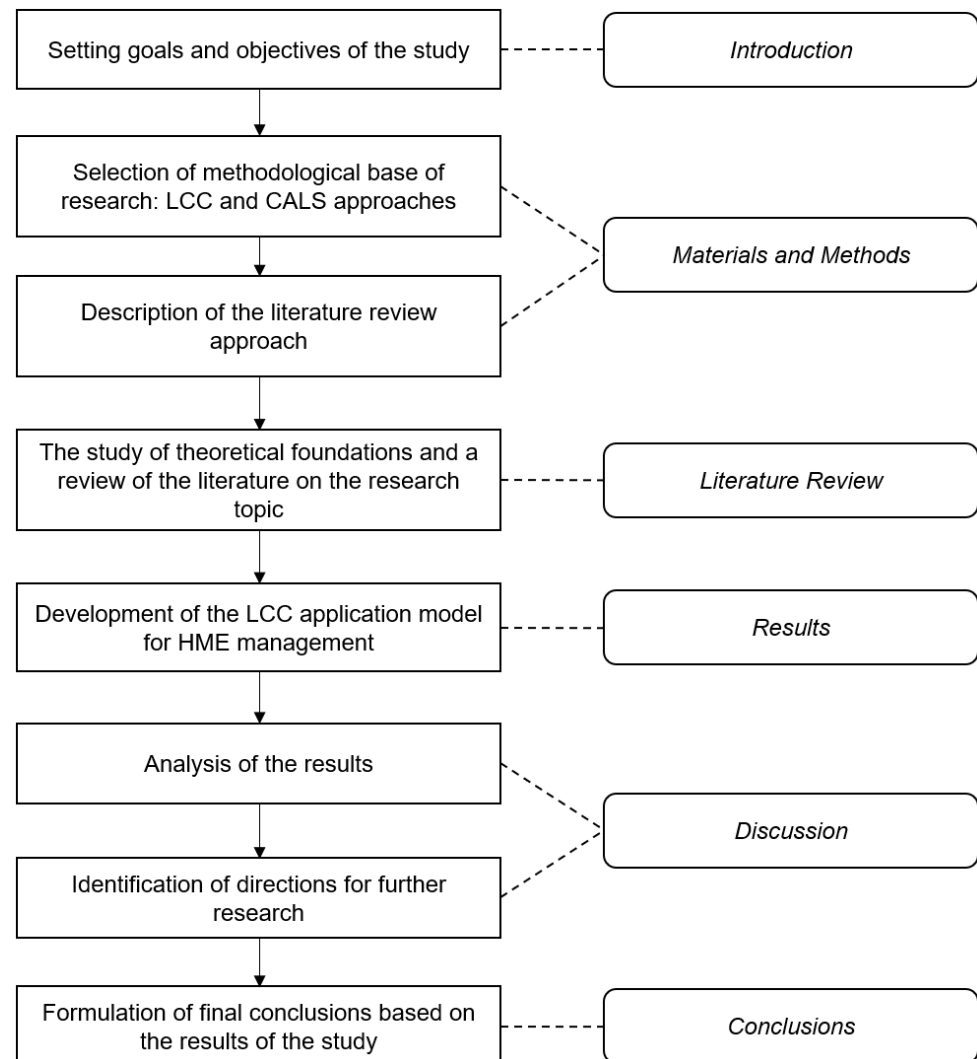 Setting goals and objectives of the study
Introduction
Selection of methodological base of
research: LCC and CALS approaches
Materials and Methods
Description of the literature review
approach
The study of theoretical foundations and a
review of the literature on the research
topic
Literature Review
Development of the LCC application model
for HME management
Results
Analysis of the results
Discussion
Identification of directions for further
research
Formulation of final conclusions based on
the results of the study
Conclusions